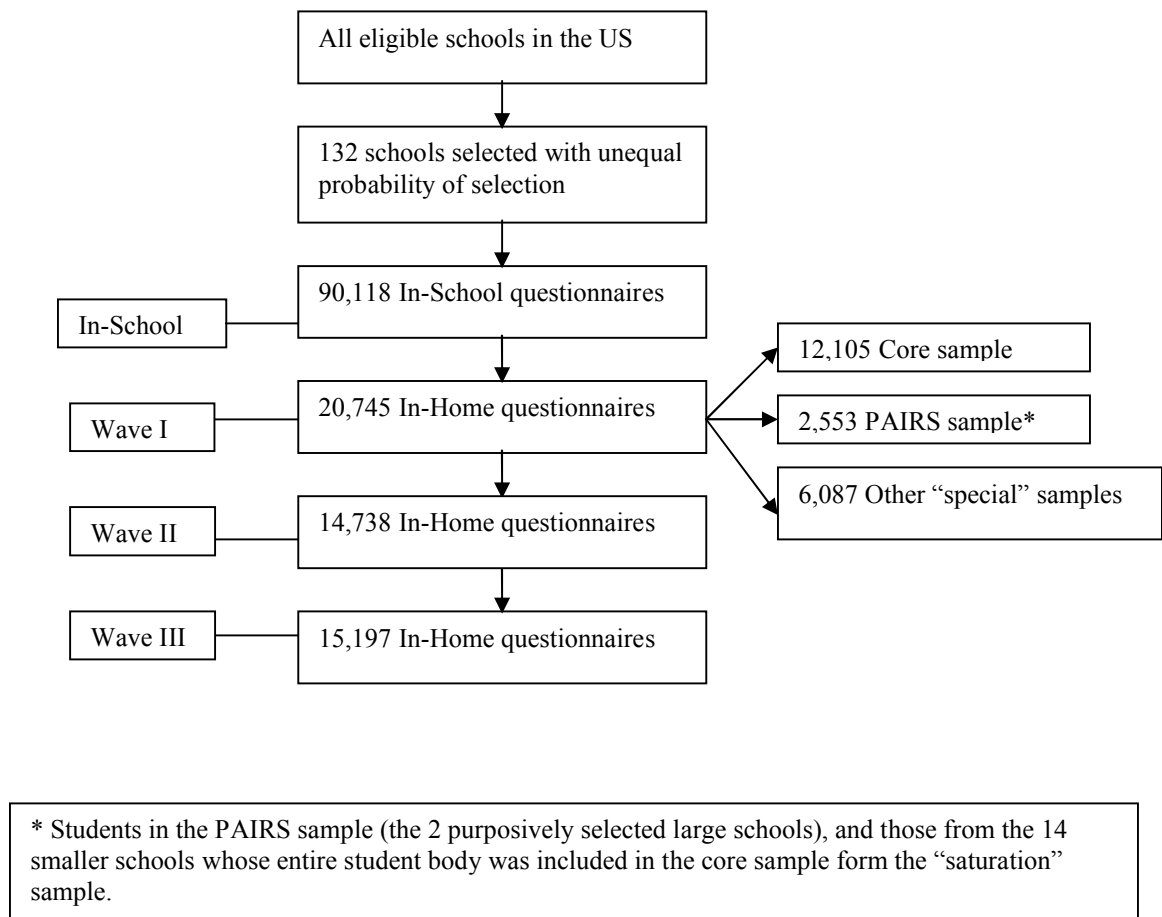 All eligible schools in the US
132 schools selected with unequal
probability of selection
90,118 In-School questionnaires
In-School
12,105 Core sample
20,745 In-Home questionnaires
Wave I
2,553 PAIRS sample*
6,087 Other “special” samples
14,738 In-Home questionnaires
Wave II
15,197 In-Home questionnaires
Wave III
* Students in the PAIRS sample (the 2 purposively selected large schools), and those from the 14
smaller schools whose entire student body was included in the core sample form the “saturation”
sample.